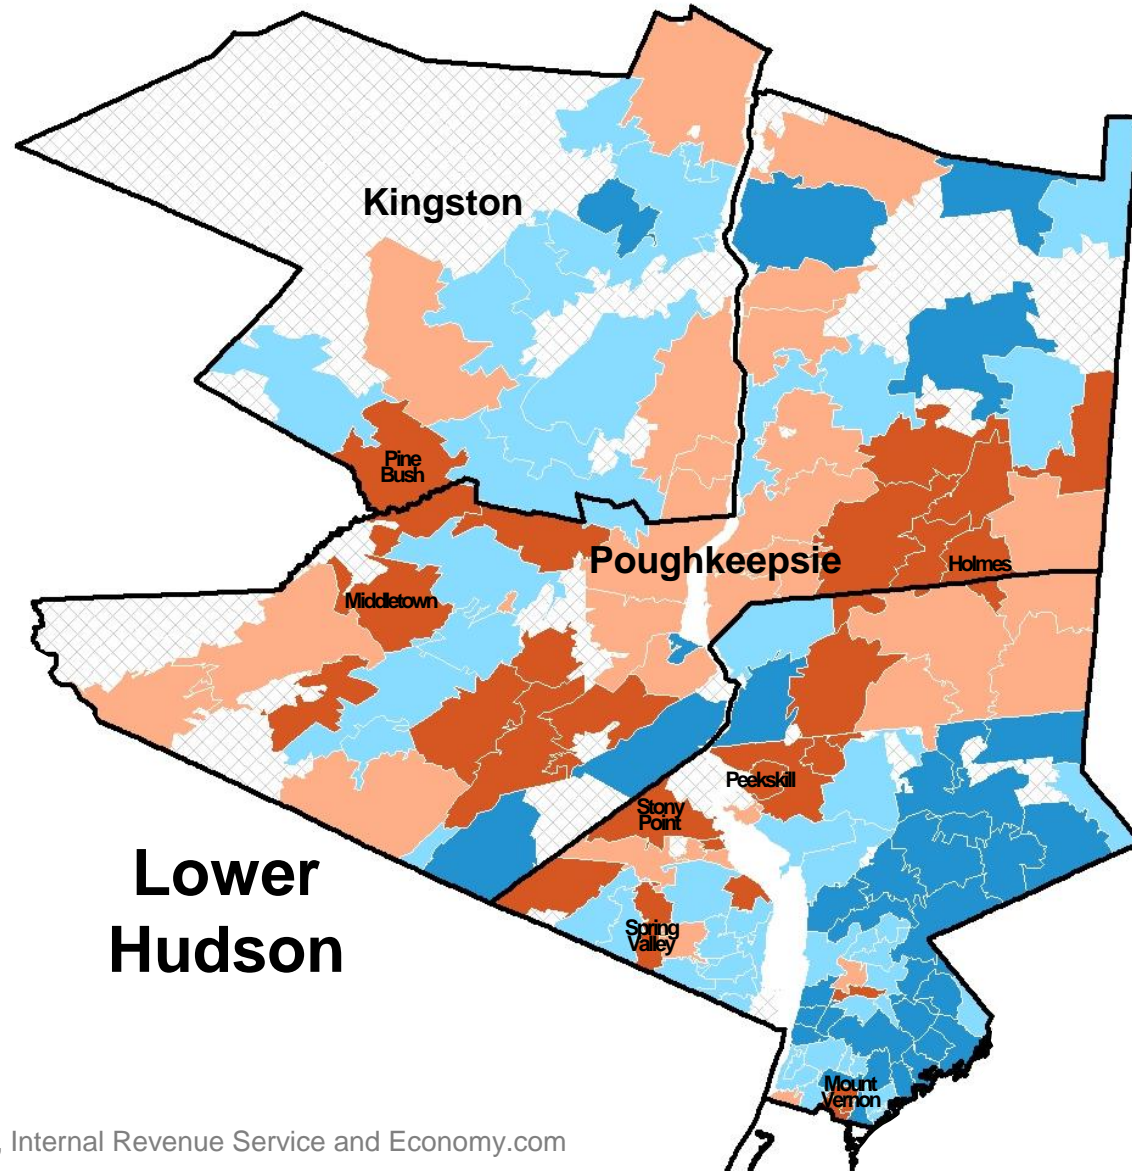 Kingston
Pine
Bush
Poughkeepsie
Holmes
Middletown
Peekskill
Stony
Point
Lower
Hudson
Spring
Valley
Mount
Vernon
, Internal Revenue Service and Economy.com